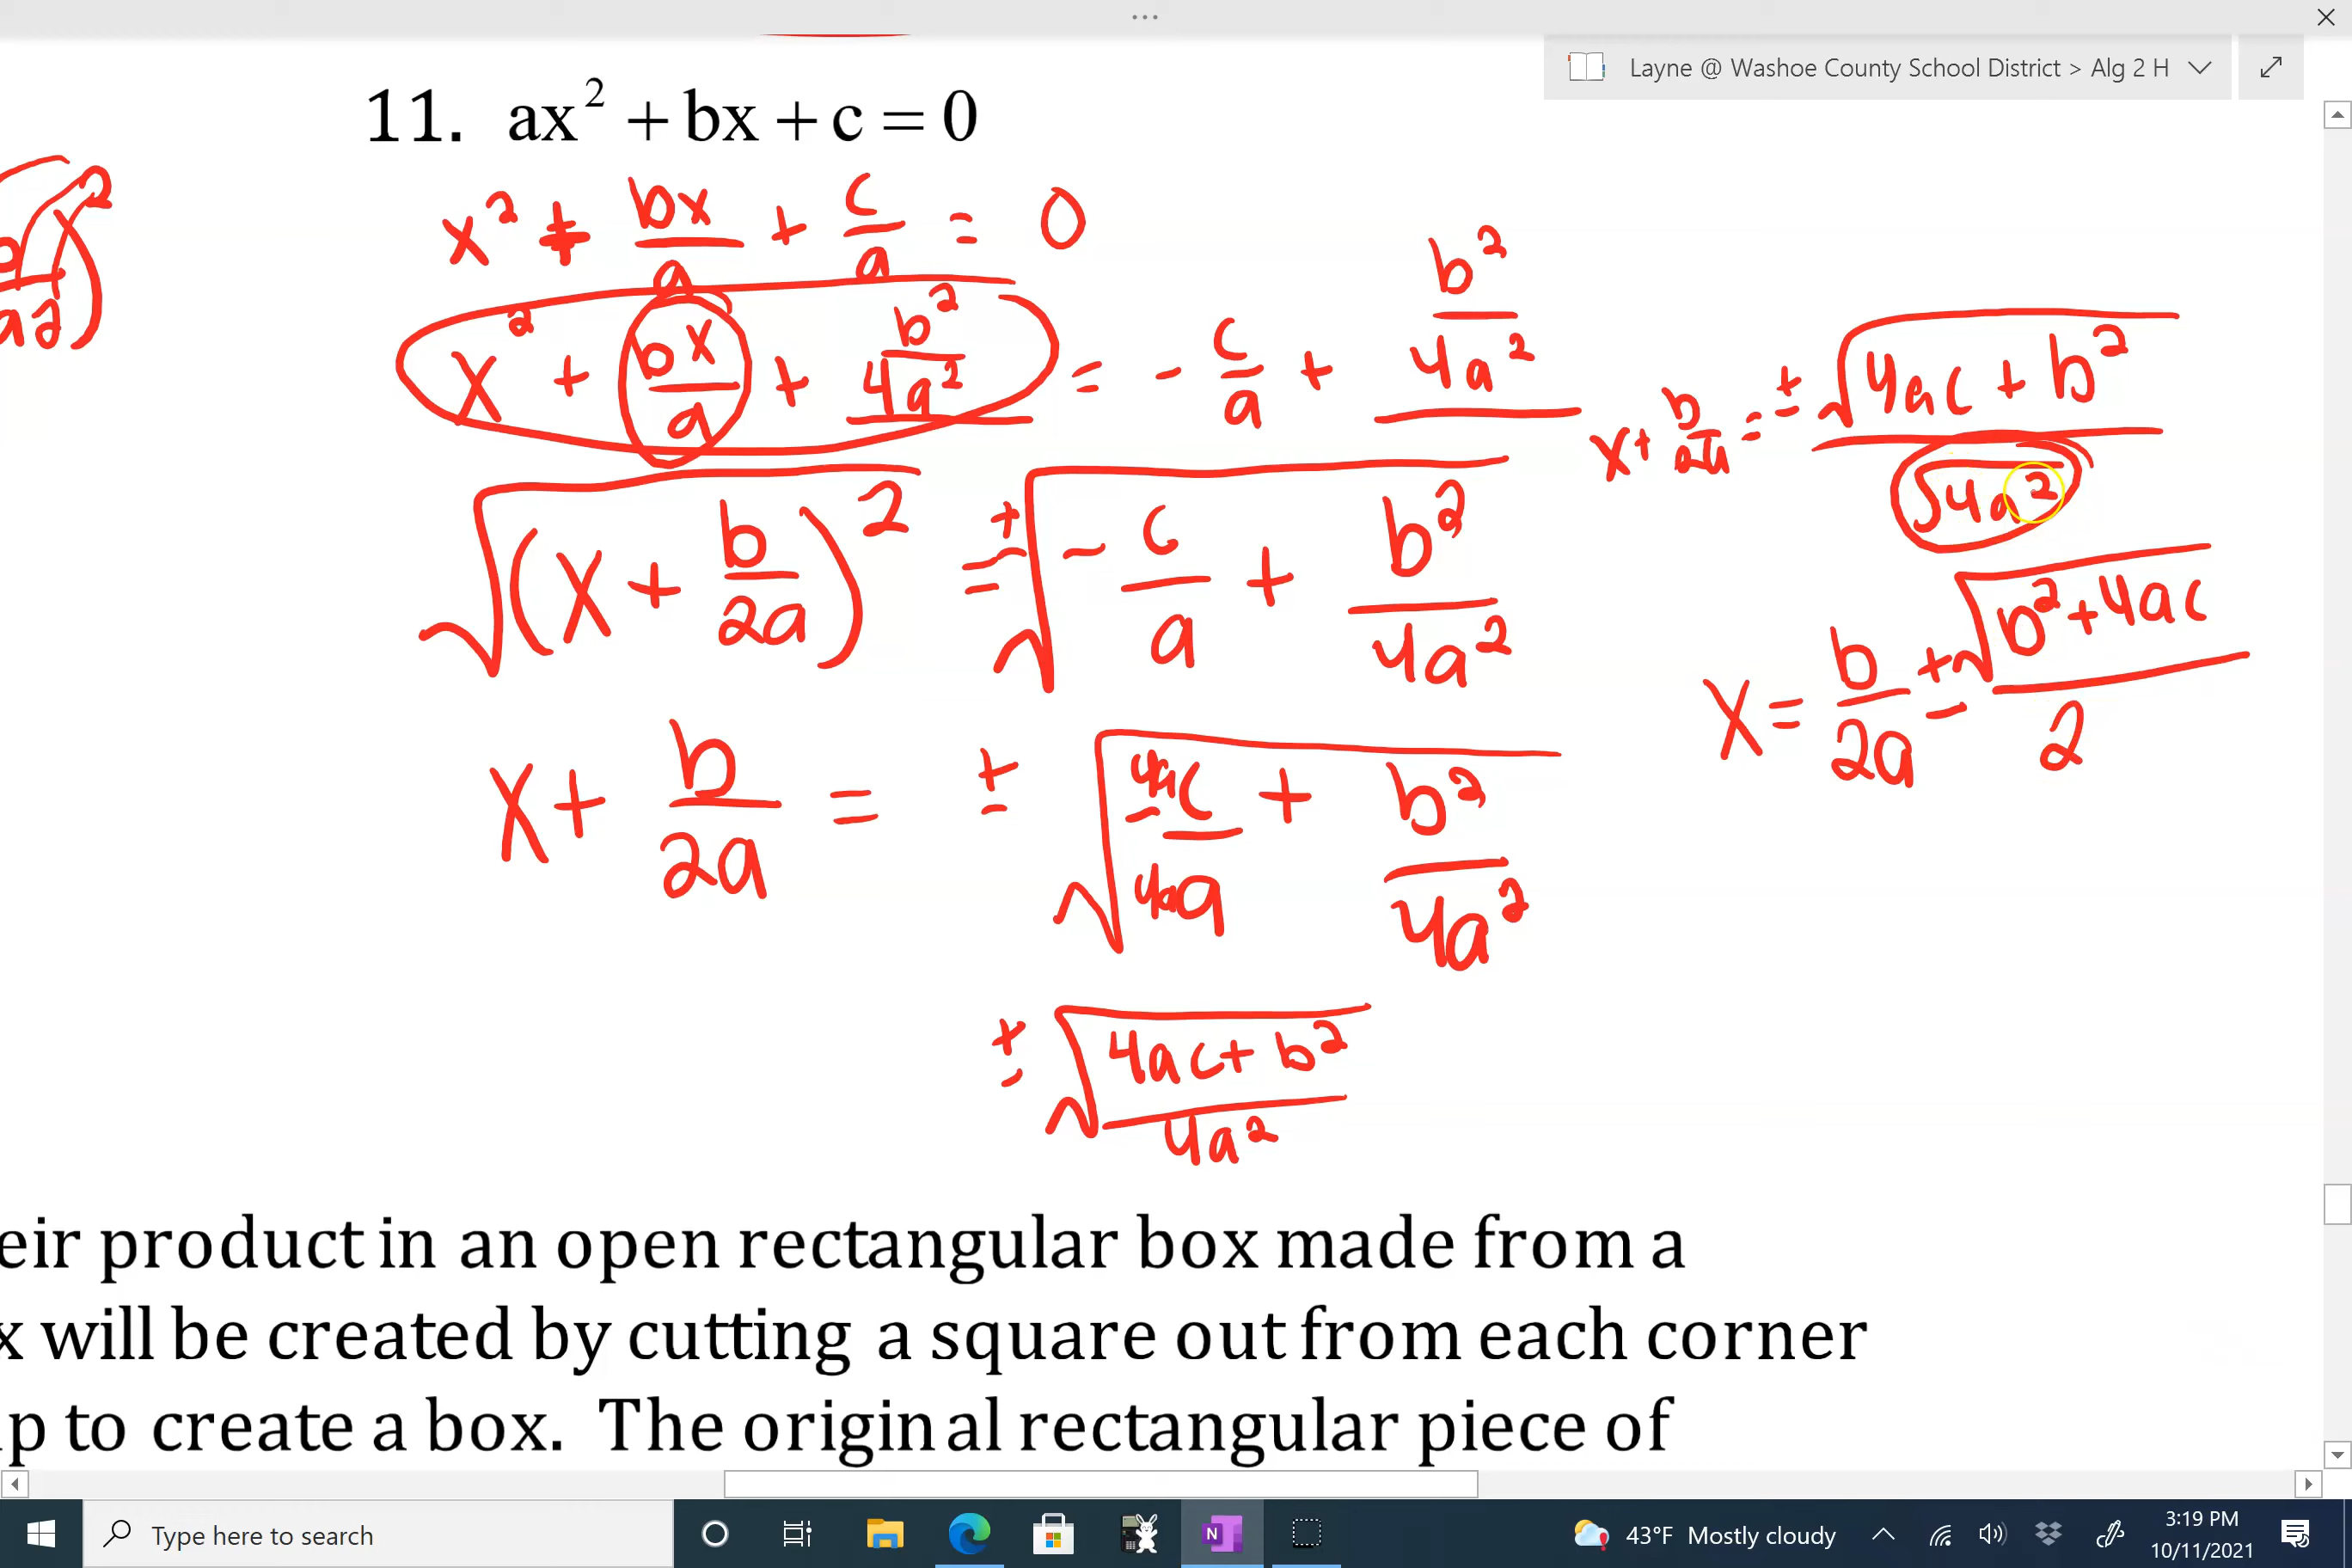 Layne @ Washoe County School District > Alg 2 H
11. ax² + bx + c = 0
x² + bx/a + c/a = 0
x² + bx/a + b²/4a² = - c/a + b²/4a²
√(x + b/2a)² = ±√(- c/a + b²/4a²)
x + b/2a = ± √(-4ac/4aa + b²/4a²)
± √((4ac + b²)/4a²)
x + b/2a = ± √(4ac + b²)/√4a²
x = b/2a ± √(b² + 4ac)/2
eir product in an open rectangular box made from a
x will be created by cutting a square out from each corner
p to create a box. The original rectangular piece of
Type here to search
43°F Mostly cloudy
3:19 PM
10/11/2021